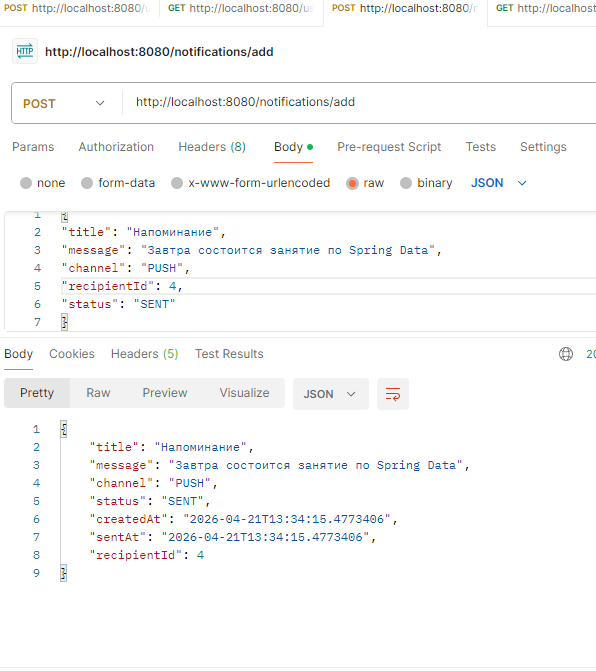 POST http://localhost:8080/u GET http://localhost:8080/us POST http://localhost:8080/n GET http://localhost
HTTP http://localhost:8080/notifications/add
POST http://localhost:8080/notifications/add
Params Authorization Headers (8) Body Pre-request Script Tests Settings
none form-data x-www-form-urlencoded raw binary JSON
1 {
2 "title": "Напоминание",
3 "message": "Завтра состоится занятие по Spring Data",
4 "channel": "PUSH",
5 "recipientId": 4,
6 "status": "SENT"
7 }
Body Cookies Headers (5) Test Results 20
Pretty Raw Preview Visualize JSON
1 {
2 "title": "Напоминание",
3 "message": "Завтра состоится занятие по Spring Data",
4 "channel": "PUSH",
5 "status": "SENT",
6 "createdAt": "2026-04-21T13:34:15.4773406",
7 "sentAt": "2026-04-21T13:34:15.4773406",
8 "recipientId": 4
9 }